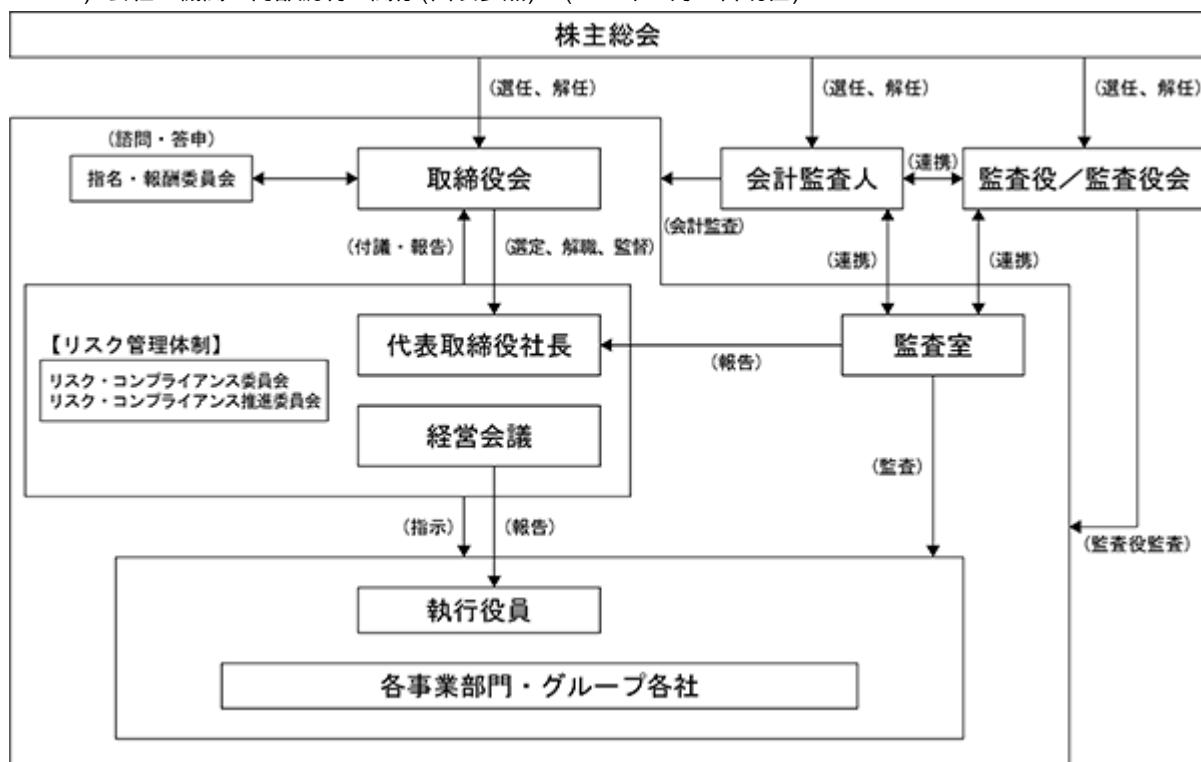 株主総会
(選任、解任)
(選任、解任)
(選任、解任)
(諮問・答申)
指名・報酬委員会
取締役会
会計監査人
(連携)
監査役／監査役会
(会計監査)
(付議・報告)
(選定、解職、監督)
(連携)
(連携)
【リスク管理体制】
リスク・コンプライアンス委員会
リスク・コンプライアンス推進委員会
代表取締役社長
(報告)
監査室
経営会議
(監査)
(指示)
(報告)
(監査役監査)
執行役員
各事業部門・グループ各社